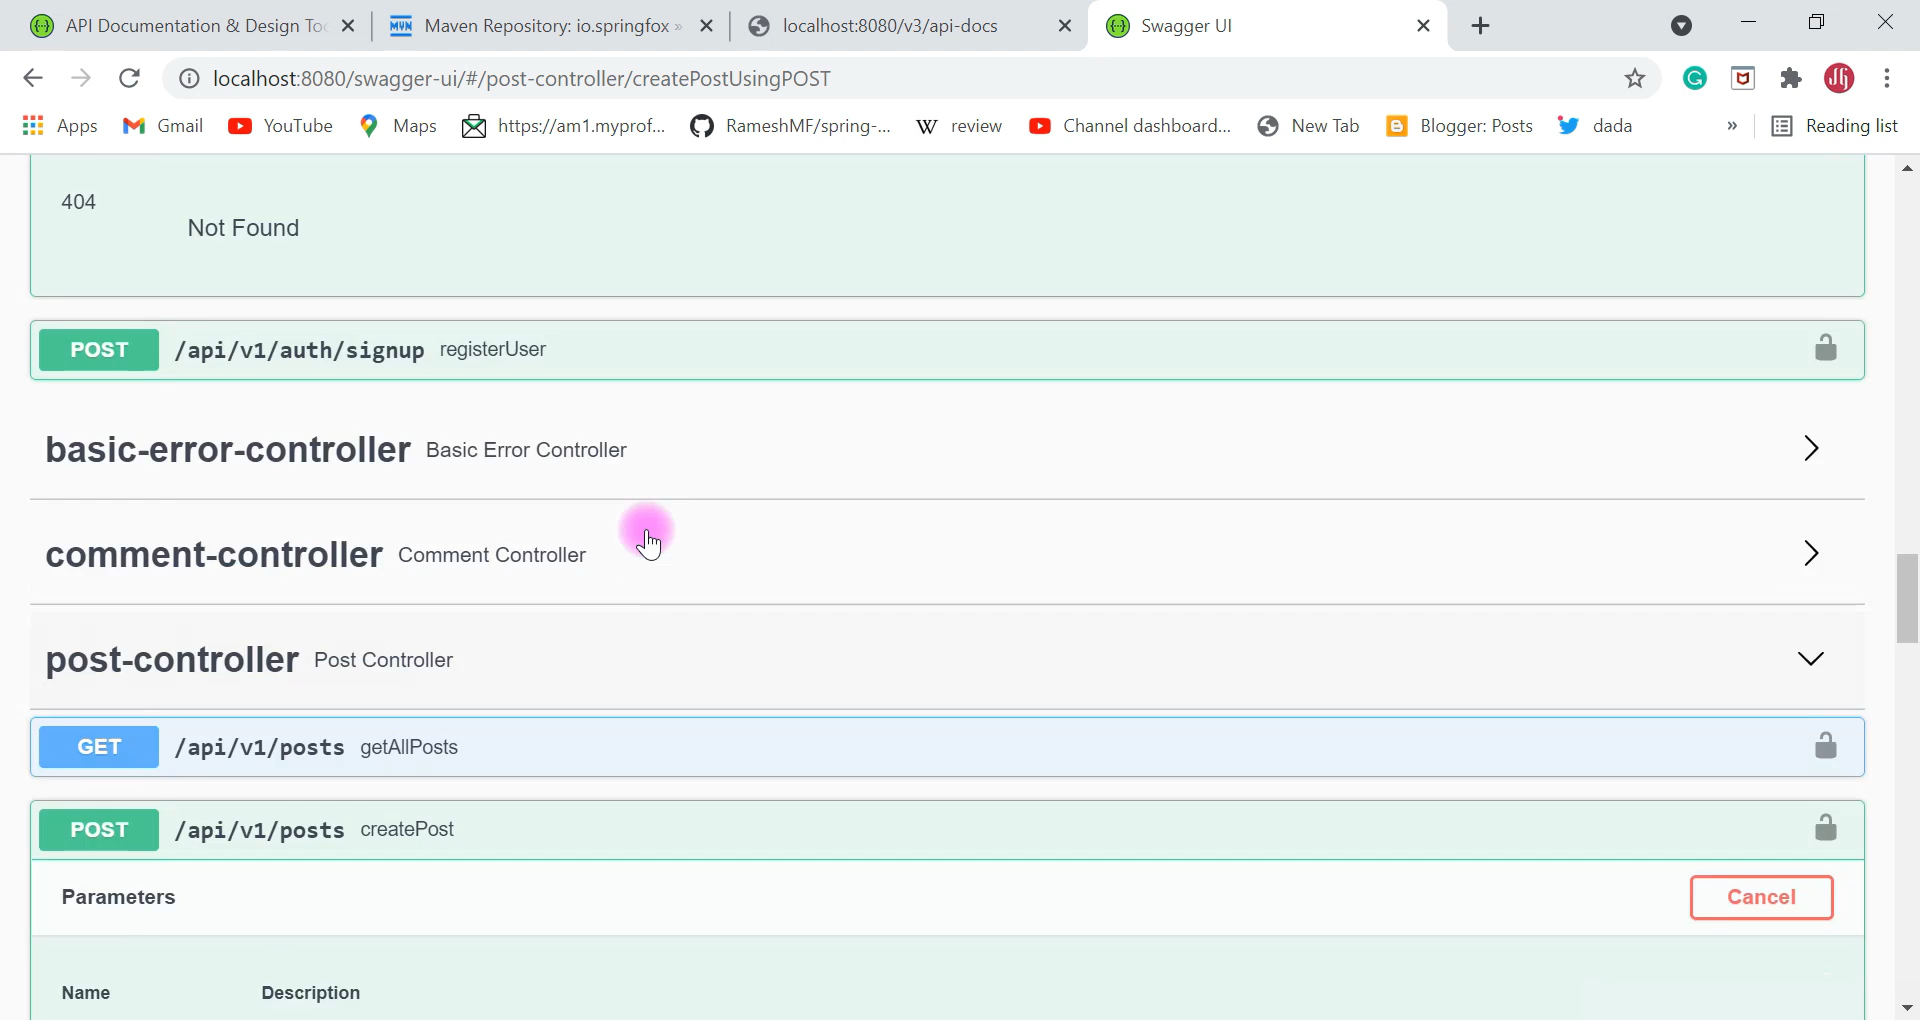 API Documentation & Design To
Maven Repository: io.springfox »
localhost:8080/v3/api-docs
Swagger UI
localhost:8080/swagger-ui/#/post-controller/createPostUsingPOST
Apps
Gmail
YouTube
Maps
https://am1.myprof...
RameshMF/spring-...
W review
Channel dashboard...
New Tab
Blogger: Posts
dada
»
Reading list
404
Not Found
POST /api/v1/auth/signup registerUser
basic-error-controller Basic Error Controller
comment-controller Comment Controller
post-controller Post Controller
GET /api/v1/posts getAllPosts
POST /api/v1/posts createPost
Parameters Cancel
Name Description